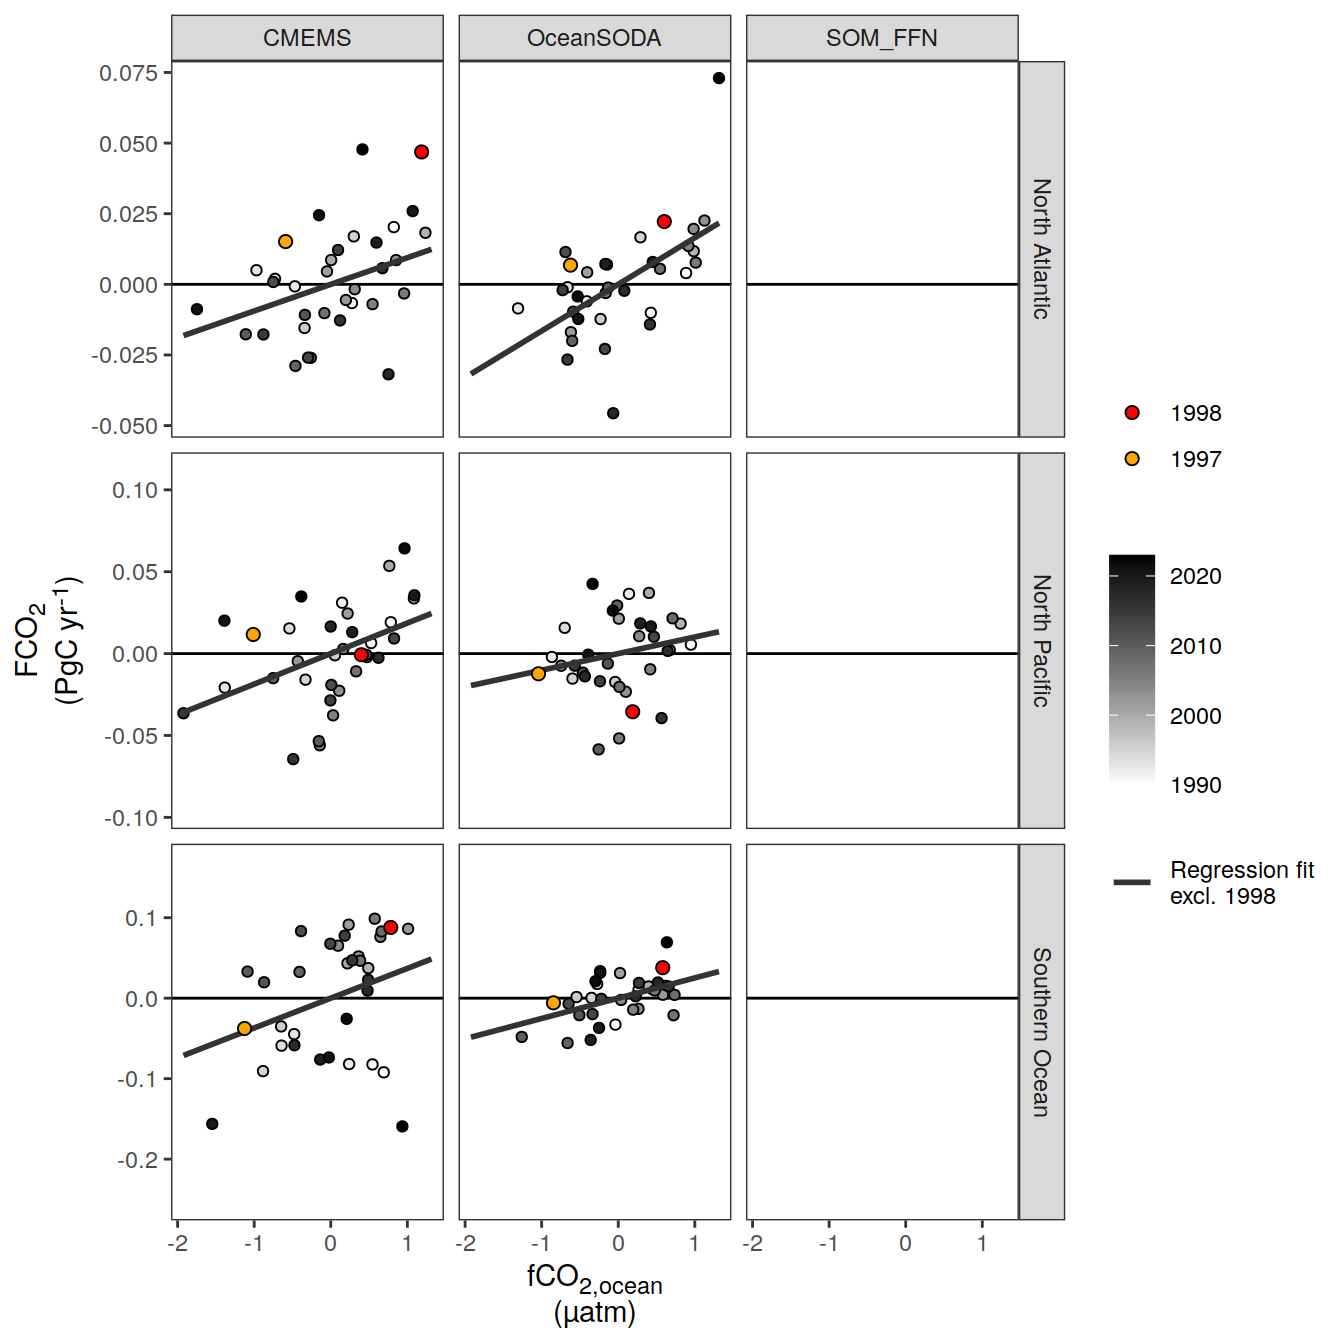 CMEMS
OceanSODA
SOM_FFN
0.075
0.050
0.025
0.000
-0.025
-0.050
North Atlantic
0.10
0.05
0.00
-0.05
-0.10
North Pacific
0.1
0.0
-0.1
-0.2
Southern Ocean
-2 -1 0 1
-2 -1 0 1
-2 -1 0 1
FCO2
(PgC yr-1)
fCO2,ocean
(µatm)
1998
1997
2020
2010
2000
1990
Regression fit
excl. 1998